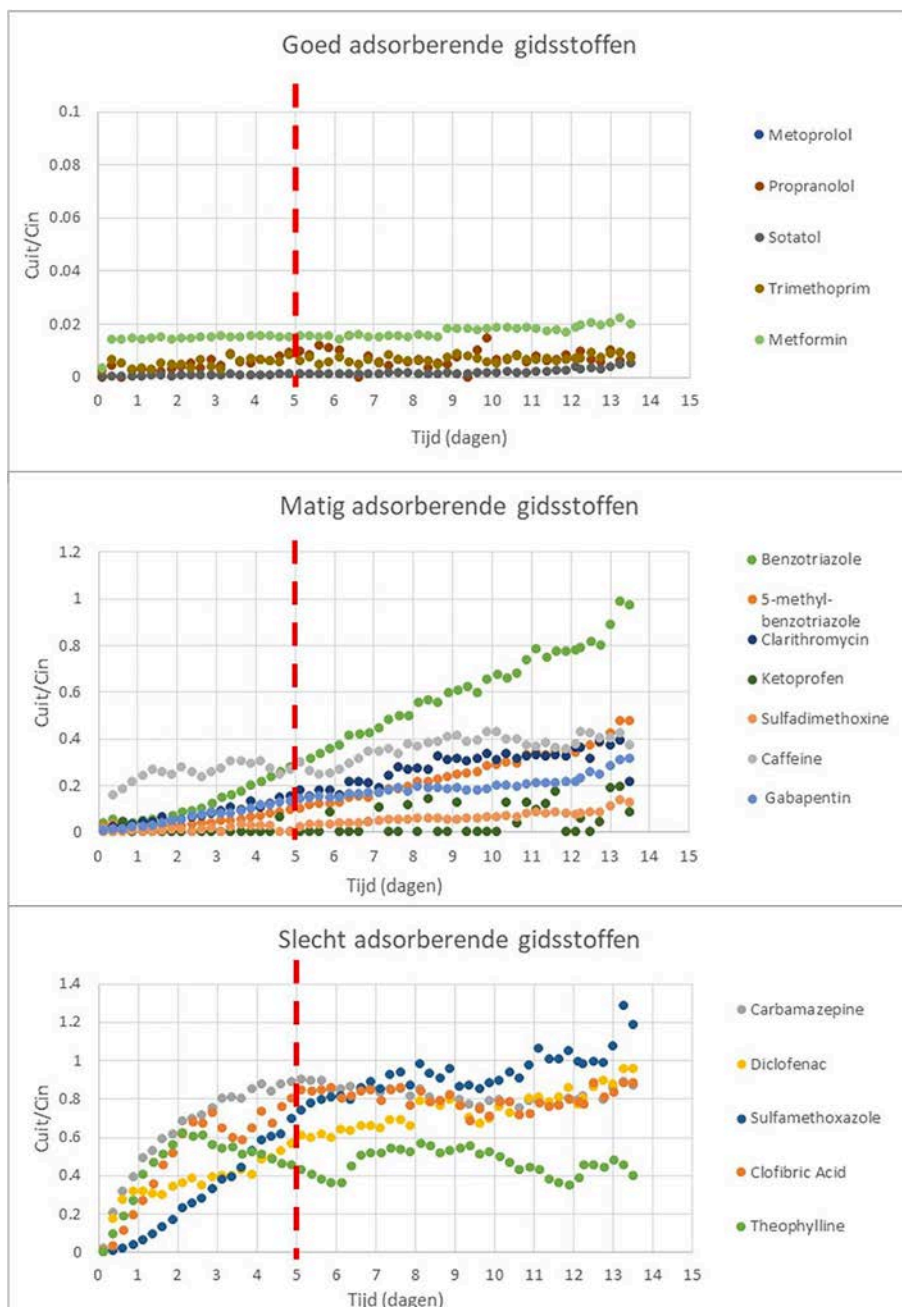 Goed adsorberende gidsstoffen
0.1
0.08
0.06
0.04
0.02
0
Cuit/Cin
0 1 2 3 4 5 6 7 8 9 10 11 12 13 14 15
Tijd (dagen)
Metoprolol
Propranolol
Sotatol
Trimethoprim
Metformin
Matig adsorberende gidsstoffen
1.2
1
0.8
0.6
0.4
0.2
0
Cuit/Cin
0 1 2 3 4 5 6 7 8 9 10 11 12 13 14 15
Tijd (dagen)
Benzotriazole
5-methyl-
benzotriazole
Clarithromycin
Ketoprofen
Sulfadimethoxine
Caffeine
Gabapentin
Slecht adsorberende gidsstoffen
1.4
1.2
1
0.8
0.6
0.4
0.2
0
Cuit/Cin
0 1 2 3 4 5 6 7 8 9 10 11 12 13 14 15
Tijd (dagen)
Carbamazepine
Diclofenac
Sulfamethoxazole
Clofibric Acid
Theophylline